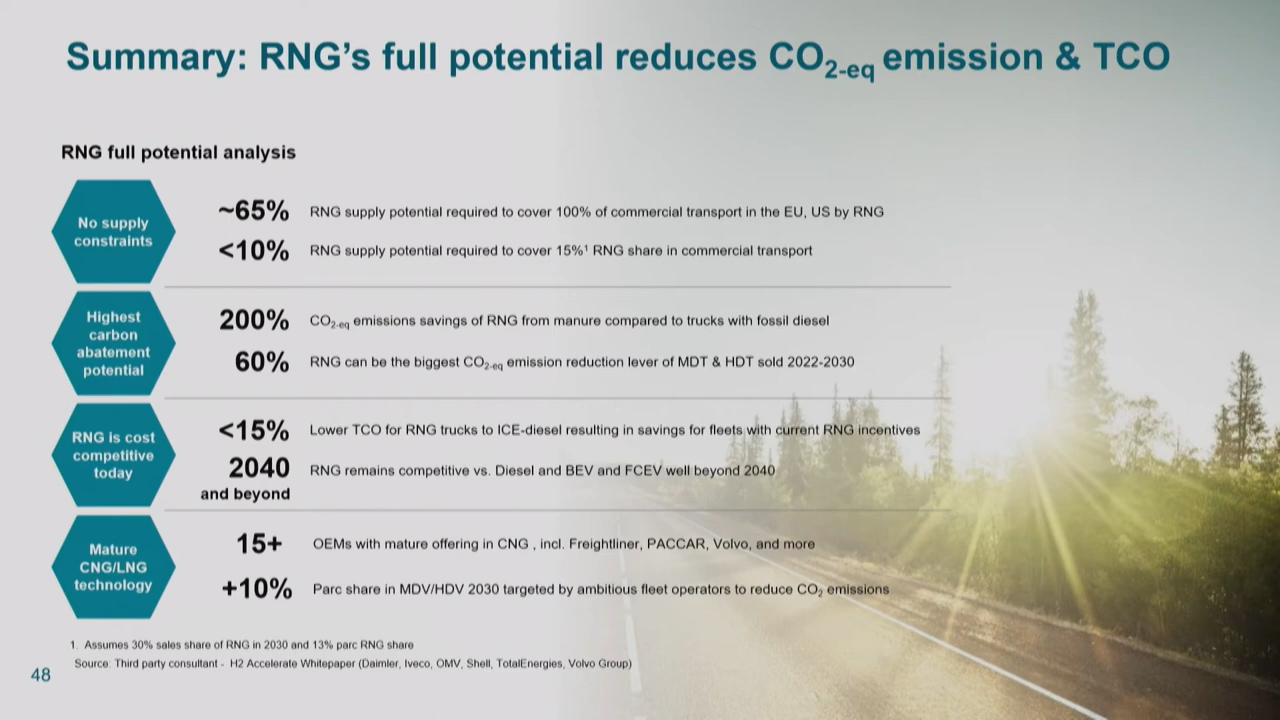 Summary: RNG's full potential reduces CO2-eq emission & TCO
RNG full potential analysis
No supply
constraints
~65% RNG supply potential required to cover 100% of commercial transport in the EU, US by RNG
<10% RNG supply potential required to cover 15%¹ RNG share in commercial transport
Highest
carbon
abatement
potential
200% CO2-eq emissions savings of RNG from manure compared to trucks with fossil diesel
60% RNG can be the biggest CO2-eq emission reduction lever of MDT & HDT sold 2022-2030
RNG is cost
competitive
today
<15% Lower TCO for RNG trucks to ICE-diesel resulting in savings for fleets with current RNG incentives
2040 RNG remains competitive vs. Diesel and BEV and FCEV well beyond 2040
and beyond
Mature
CNG/LNG
technology
15+ OEMs with mature offering in CNG , incl. Freightliner, PACCAR, Volvo, and more
+10% Parc share in MDV/HDV 2030 targeted by ambitious fleet operators to reduce CO2 emissions
1. Assumes 30% sales share of RNG in 2030 and 13% parc RNG share
Source: Third party consultant - H2 Accelerate Whitepaper (Daimler, Iveco, OMV, Shell, TotalEnergies, Volvo Group)
48